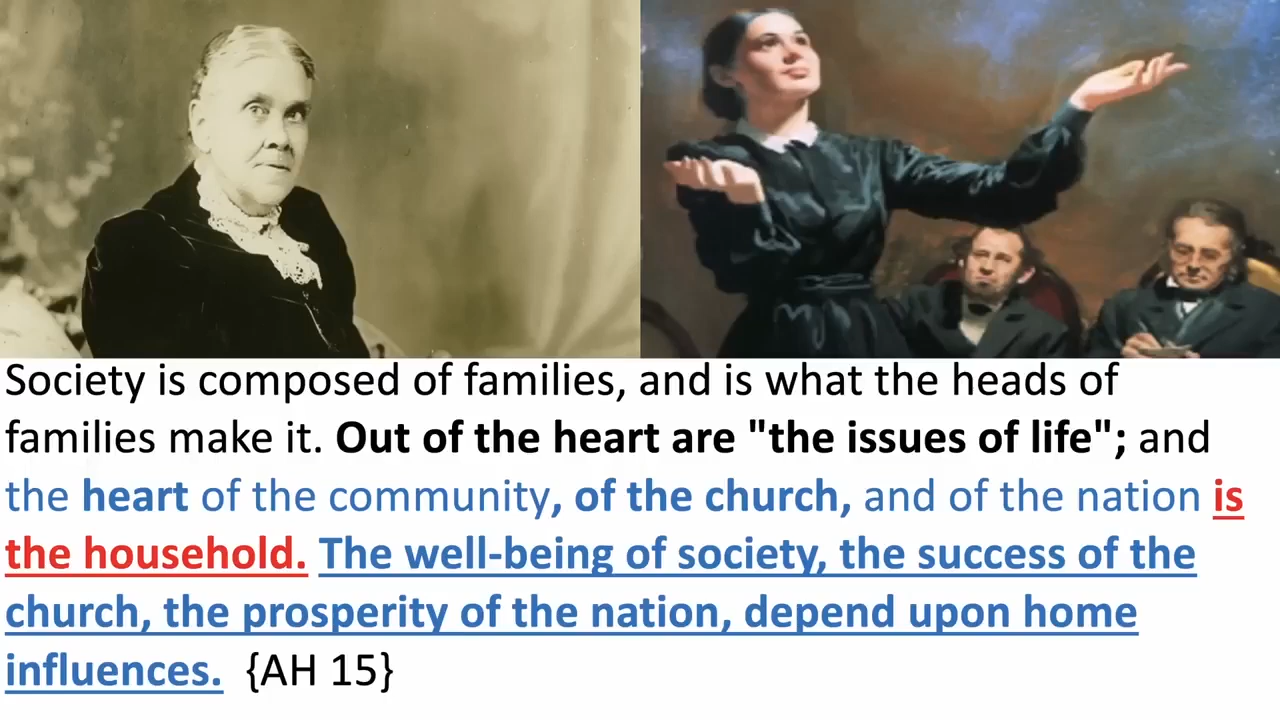 Society is composed of families, and is what the heads of
families make it. Out of the heart are "the issues of life"; and
the heart of the community, of the church, and of the nation is
the household. The well-being of society, the success of the
church, the prosperity of the nation, depend upon home
influences. {AH 15}